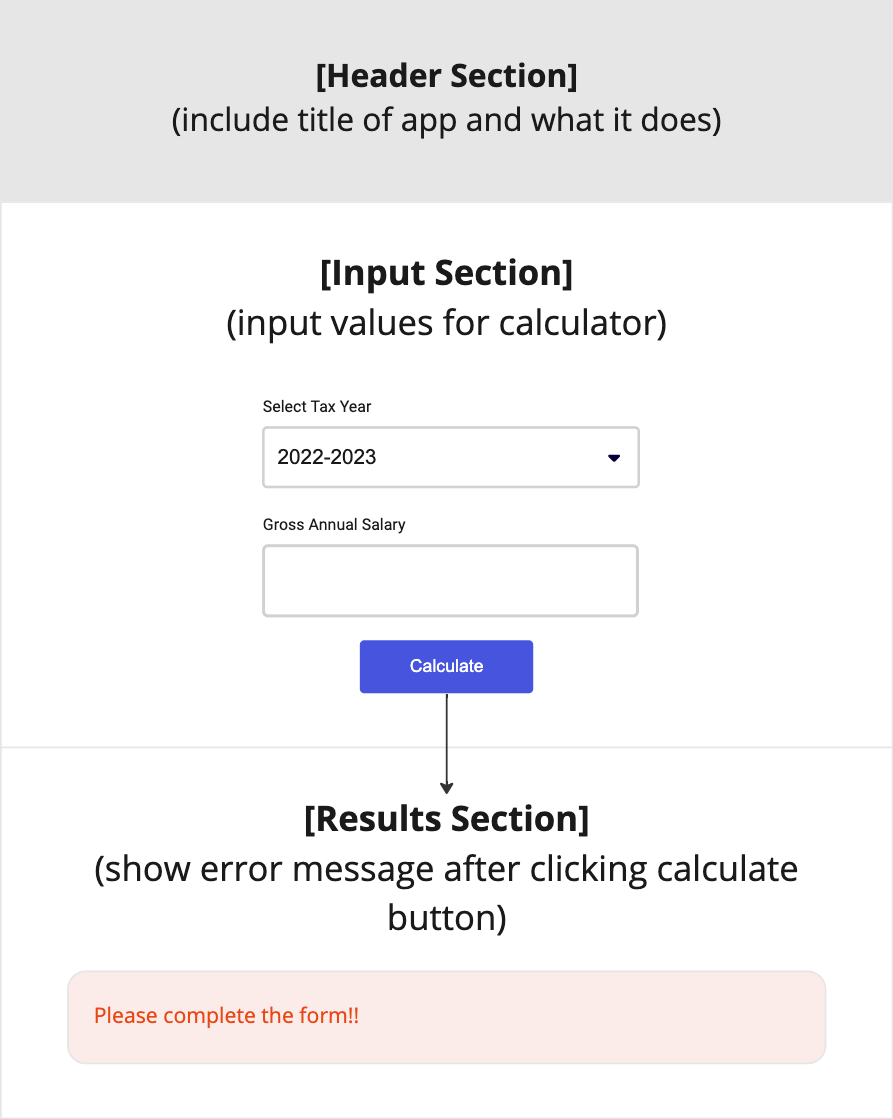 [Header Section]
(include title of app and what it does)
[Input Section]
(input values for calculator)
Select Tax Year
2022-2023
Gross Annual Salary
Calculate
[Results Section]
(show error message after clicking calculate
button)
Please complete the form!!